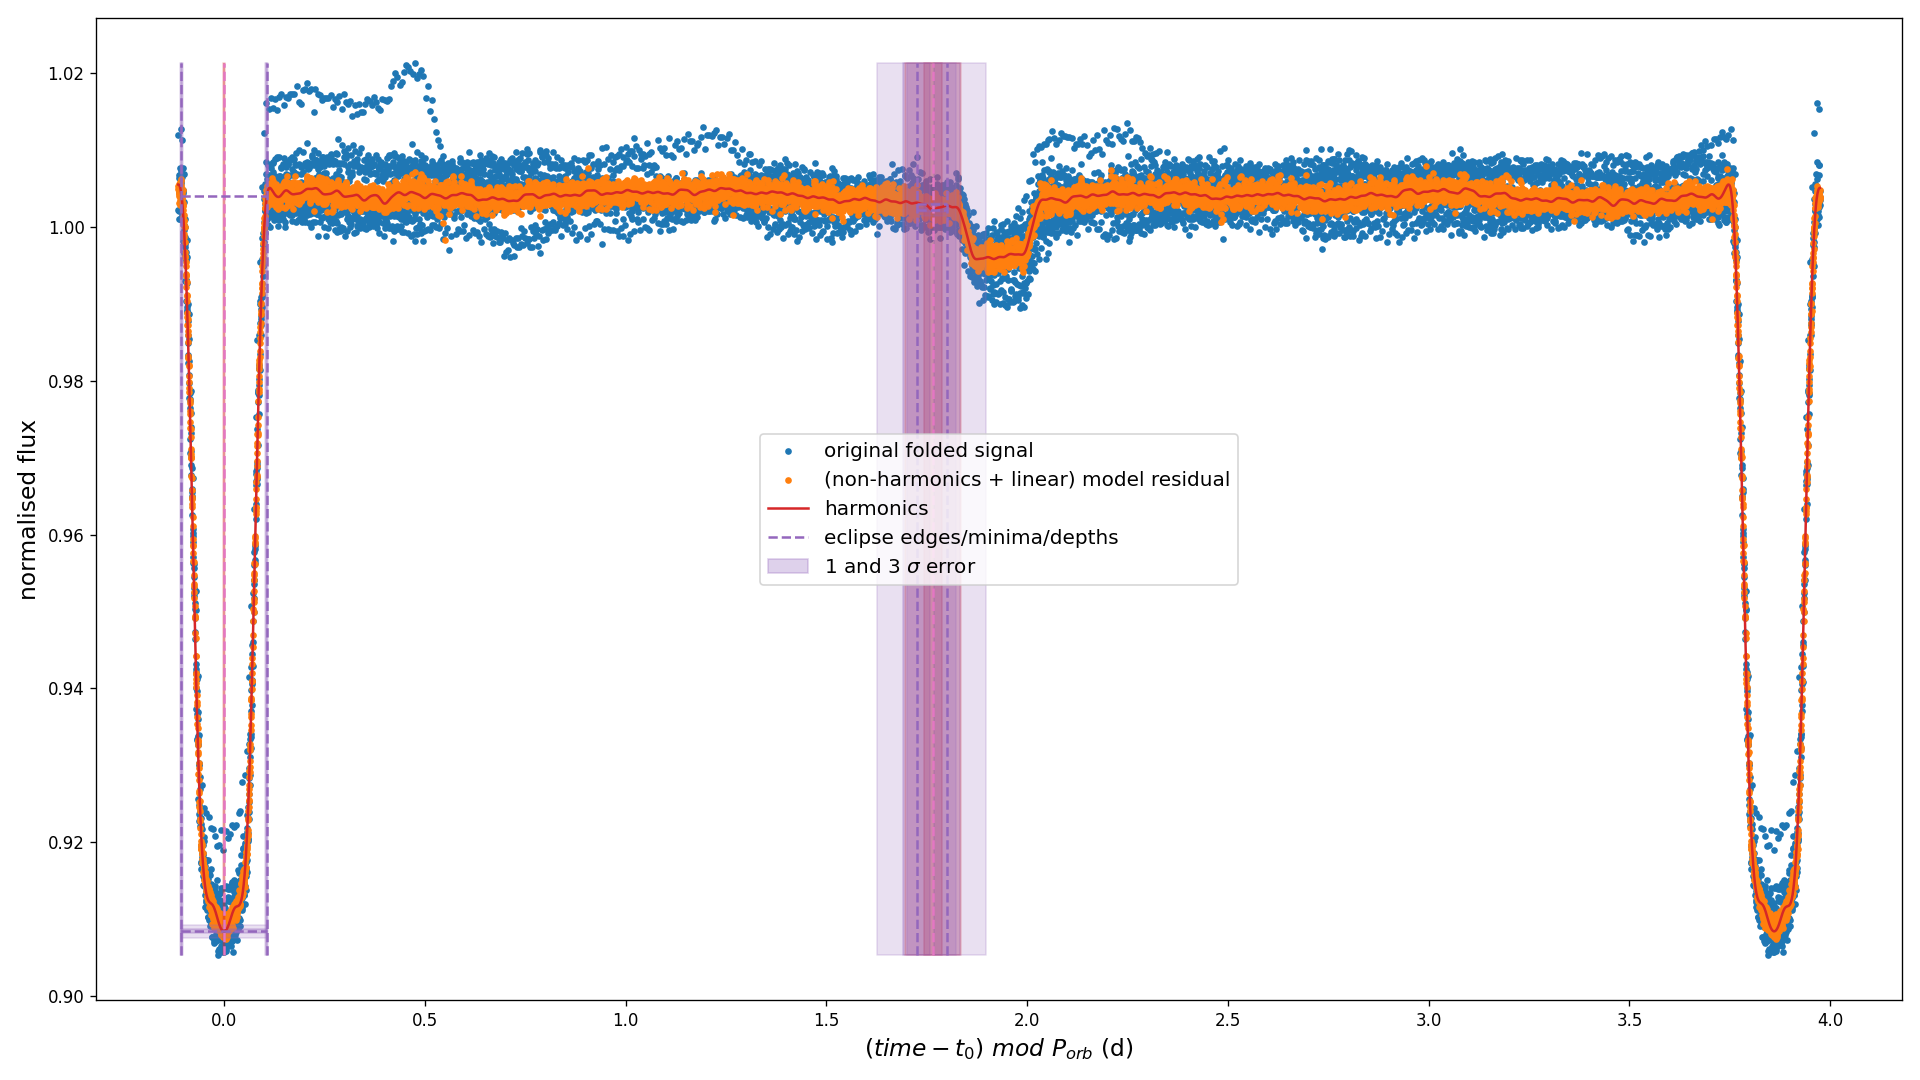 normalised flux
1.02
1.00
0.98
0.96
0.94
0.92
0.90
original folded signal
(non-harmonics + linear) model residual
harmonics
eclipse edges/minima/depths
1 and 3 σ error
0.0 0.5 1.0 1.5 2.0 2.5 3.0 3.5 4.0
(time − t₀) mod P_orb (d)